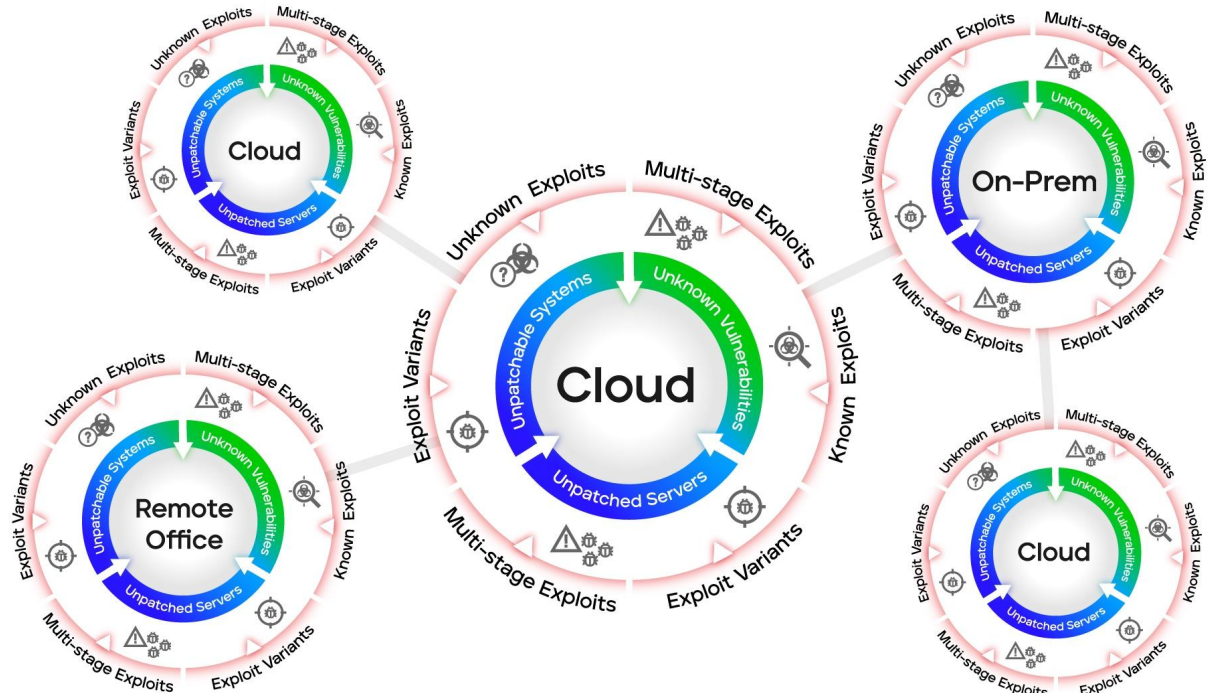 Unknown Exploits
Multi-stage Exploits
Known Exploits
Exploit Variants
Multi-stage Exploits
Exploit Variants
Unpatchable Systems
Unknown Vulnerabilities
Unpatched Servers
Cloud
Unknown Exploits
Multi-stage Exploits
Known Exploits
Exploit Variants
Multi-stage Exploits
Exploit Variants
Unpatchable Systems
Unknown Vulnerabilities
Unpatched Servers
On-Prem
Unknown Exploits
Multi-stage Exploits
Known Exploits
Exploit Variants
Multi-stage Exploits
Exploit Variants
Unpatchable Systems
Unknown Vulnerabilities
Unpatched Servers
Cloud
Unknown Exploits
Multi-stage Exploits
Known Exploits
Exploit Variants
Multi-stage Exploits
Exploit Variants
Unpatchable Systems
Unknown Vulnerabilities
Unpatched Servers
Remote
Office
Unknown Exploits
Multi-stage Exploits
Known Exploits
Exploit Variants
Multi-stage Exploits
Exploit Variants
Unpatchable Systems
Unknown Vulnerabilities
Unpatched Servers
Cloud